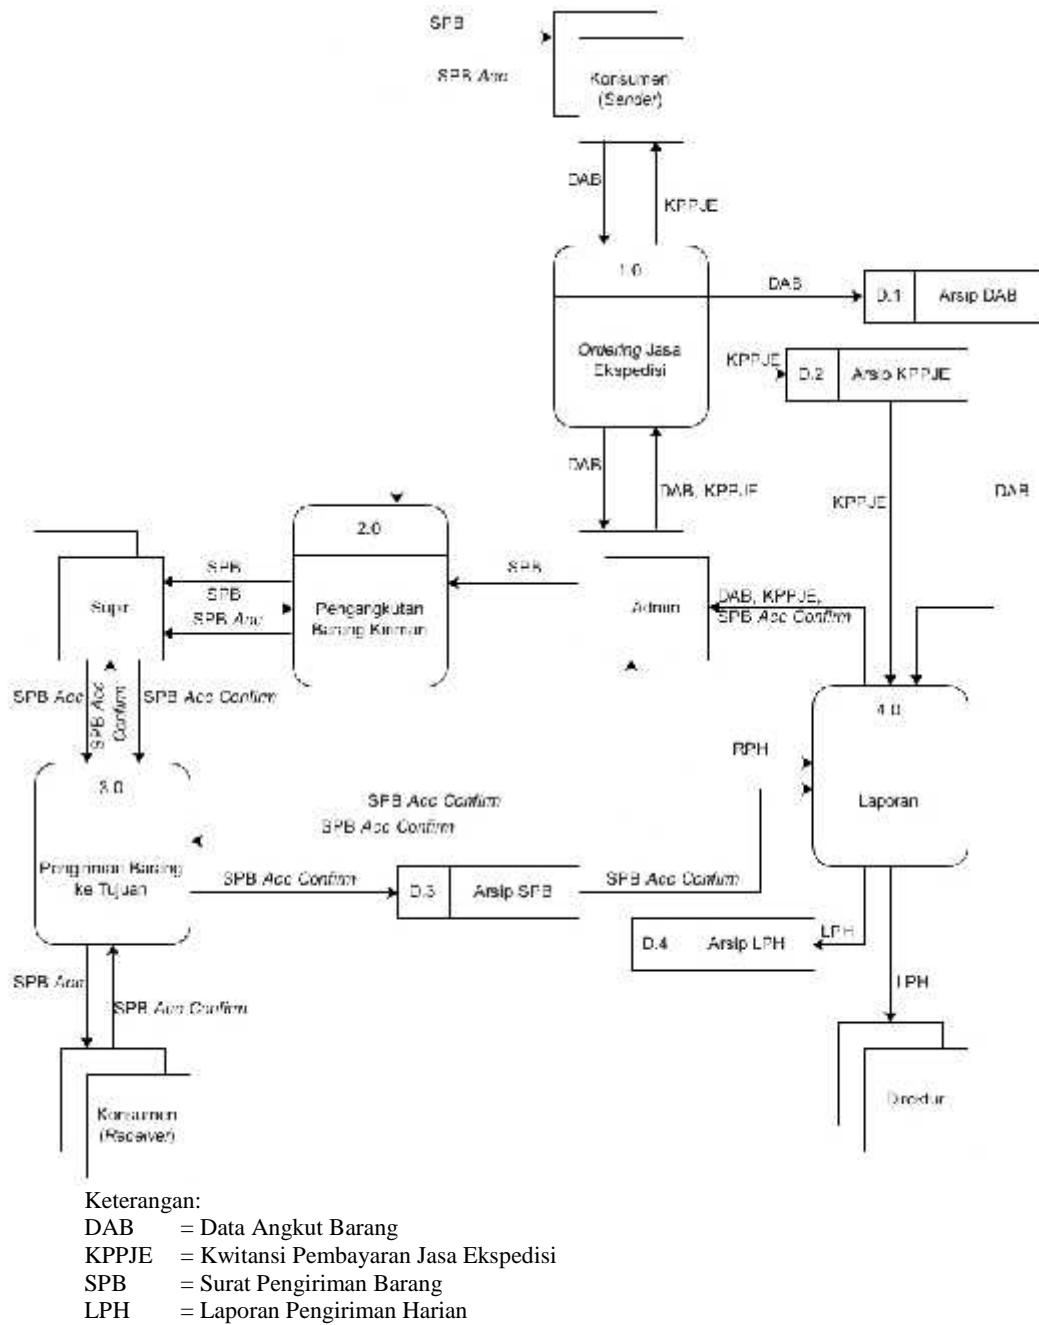 SPB
SPB Acc
Konsumen
(Sender)
DAB
KPPJE
1.0
DAB
D.1 Arsip DAB
Ordering Jasa
Ekspedisi
KPPJE
D.2 Arsip KPPJE
DAB
DAB, KPPJE
KPPJE
DAB
2.0
SPB
SPB
SPB
SPB Acc
Supir
Pengangkutan
Barang Kiriman
Admin
DAB, KPPJE,
SPB Acc Confirm
SPB Acc
SPB Acc
Confirm
SPB Acc Confirm
4.0
RPH
3.0
Laporan
SPB Acc Confirm
SPB Acc Confirm
Pengiriman Barang
ke Tujuan
SPB Acc Confirm
D.3 Arsip SPB
SPB Acc Confirm
D.4 Arsip LPH
LPH
SPB Acc
SPB Acc Confirm
LPH
Konsumen
(Receiver)
Direktur
Keterangan:
DAB = Data Angkut Barang
KPPJE = Kwitansi Pembayaran Jasa Ekspedisi
SPB = Surat Pengiriman Barang
LPH = Laporan Pengiriman Harian